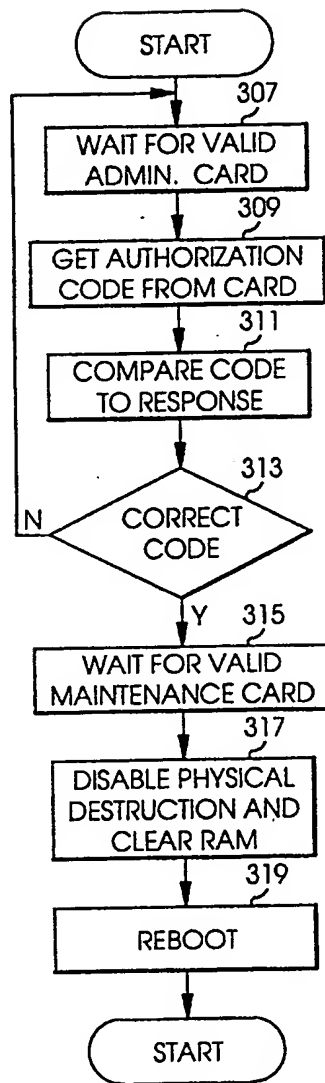 START
307
WAIT FOR VALID
ADMIN. CARD
309
GET AUTHORIZATION
CODE FROM CARD
311
COMPARE CODE
TO RESPONSE
313
N
CORRECT
CODE
Y
315
WAIT FOR VALID
MAINTENANCE CARD
317
DISABLE PHYSICAL
DESTRUCTION AND
CLEAR RAM
319
REBOOT
START